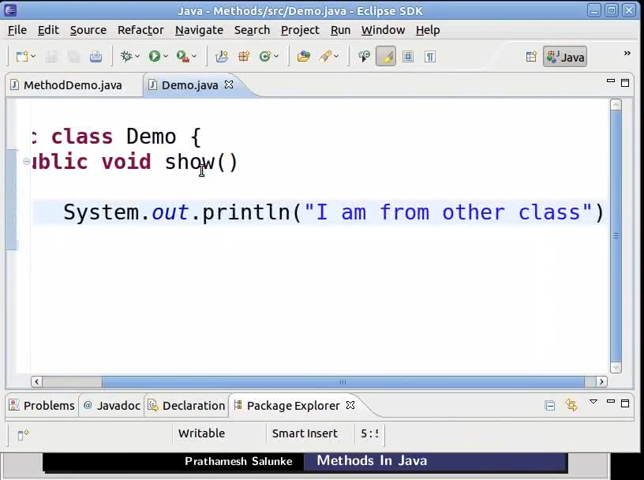 Java - Methods/src/Demo.java - Eclipse SDK
File Edit Source Refactor Navigate Search Project Run Window Help
Java
MethodDemo.java Demo.java
c class Demo {
ublic void show()
System.out.println("I am from other class")
Problems Javadoc Declaration Package Explorer
Writable Smart Insert 5:
Prathamesh Salunke Methods In Java